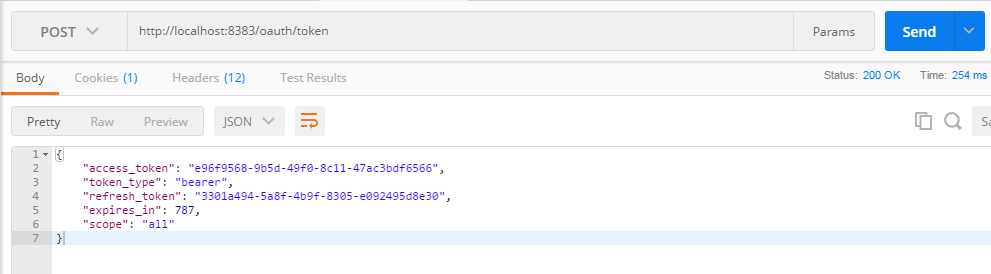 POST http://localhost:8383/oauth/token Params Send
Body Cookies (1) Headers (12) Test Results Status: 200 OK Time: 254 ms
Pretty Raw Preview JSON Sa
1 {
2 "access_token": "e96f9568-9b5d-49f0-8c11-47ac3bdf6566",
3 "token_type": "bearer",
4 "refresh_token": "3301a494-5a8f-4b9f-8305-e092495d8e30",
5 "expires_in": 787,
6 "scope": "all"
7 }